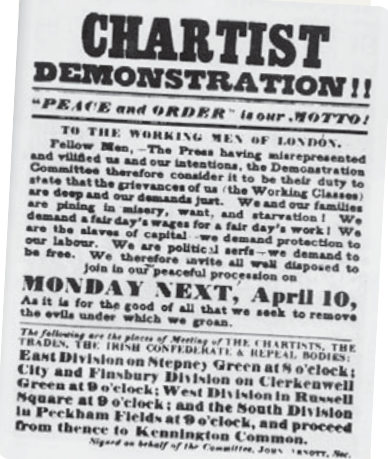 CHARTIST
DEMONSTRATION!!
"PEACE and ORDER" is our MOTTO!
TO THE WORKING MEN OF LONDON.
Fellow Men,—The Press having misrepresented
and vilified us and our intentions, the Demonstration
Committee therefore consider it to be their duty to
state that the grievances of us (the Working Classes)
are deep and our demands just. We and our families
are pining in misery, want, and starvation! We
demand a fair day's wages for a fair day's work! We
are the slaves of capital—we demand protection to
our labour. We are political serfs—we demand to
be free. We therefore invite all well disposed to
join in our peaceful procession on
MONDAY NEXT, April 10,
As it is for the good of all that we seek to remove
the evils under which we groan.
The following are the places of Meeting of THE CHARTISTS, THE
TRADES, THE IRISH CONFEDERATE & REPEAL BODIES:
East Division on Stepney Green at 8 o'clock;
City and Finsbury Division on Clerkenwell
Green at 9 o'clock; West Division in Russell
Square at 9 o'clock; and the South Division
in Peckham Fields at 9 o'clock, and proceed
from thence to Kennington Common.
Signed on behalf of the Committee, JOHN ARNOTT, Sec.